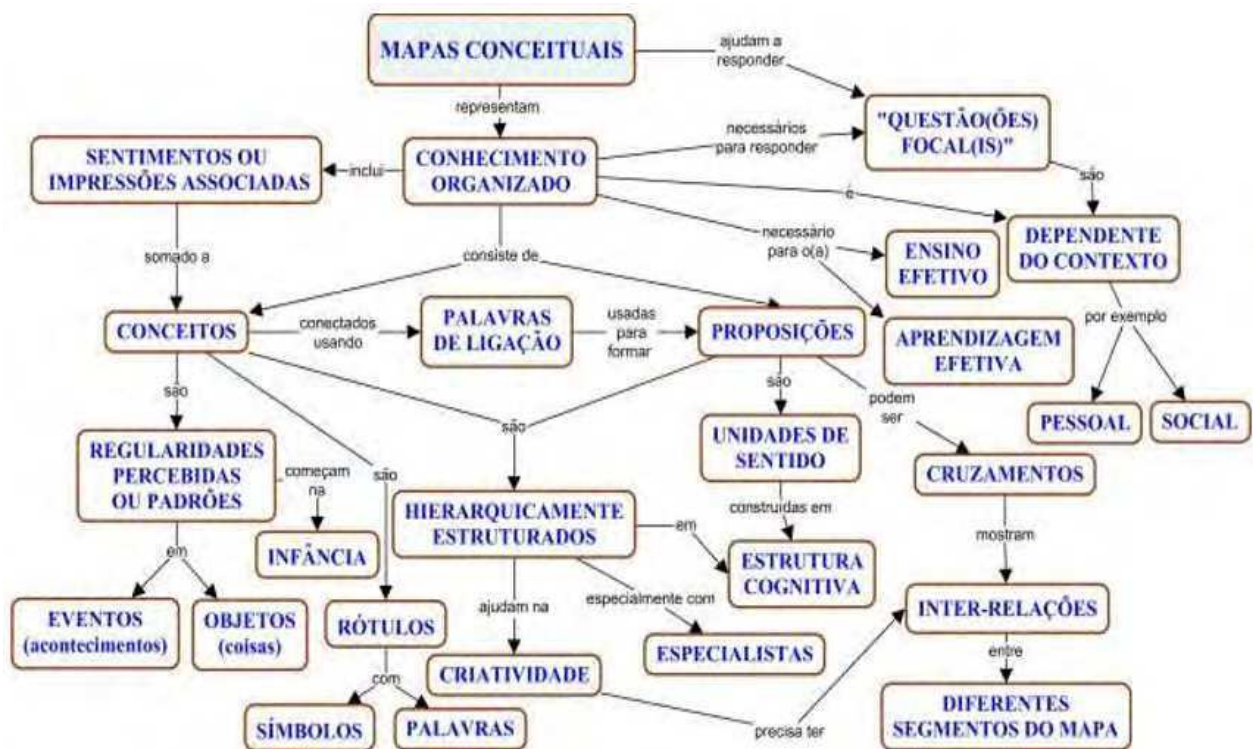 MAPAS CONCEITUAIS
ajudam a
responder
representam
"QUESTÃO(ÕES)
FOCAL(IS)"
necessários
para responder
SENTIMENTOS OU
IMPRESSÕES ASSOCIADAS
inclui
CONHECIMENTO
ORGANIZADO
são
é
somado a
consiste de
necessário
para o(a)
ENSINO
EFETIVO
DEPENDENTE
DO CONTEXTO
CONCEITOS
conectados
usando
PALAVRAS
DE LIGAÇÃO
usadas
para
formar
PROPOSIÇÕES
APRENDIZAGEM
EFETIVA
por exemplo
são
são
são
podem
ser
PESSOAL
SOCIAL
REGULARIDADES
PERCEBIDAS
OU PADRÕES
começam
na
são
UNIDADES DE
SENTIDO
CRUZAMENTOS
INFÂNCIA
HIERARQUICAMENTE
ESTRUTURADOS
em
construídas em
mostram
em
ESTRUTURA
COGNITIVA
EVENTOS
(acontecimentos)
OBJETOS
(coisas)
RÓTULOS
ajudam na
especialmente com
INTER-RELAÇÕES
CRIATIVIDADE
ESPECIALISTAS
entre
com
SÍMBOLOS
PALAVRAS
precisa ter
DIFERENTES
SEGMENTOS DO MAPA